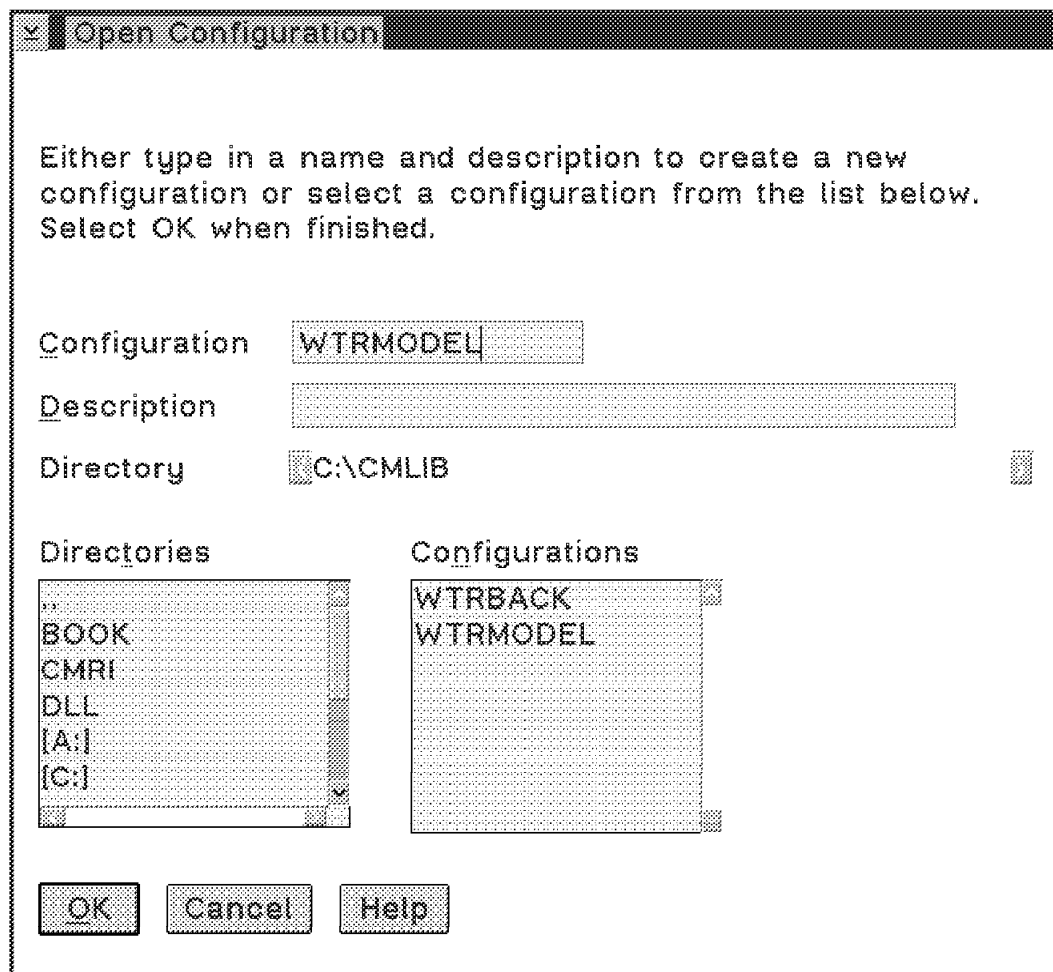 Open Configuration
Either type in a name and description to create a new
configuration or select a configuration from the list below.
Select OK when finished.
Configuration WTRMODEL
Description
Directory C:\CMLIB
Directories Configurations
..
BOOK
CMRI
DLL
[A:]
[C:]
WTRBACK
WTRMODEL
OK Cancel Help